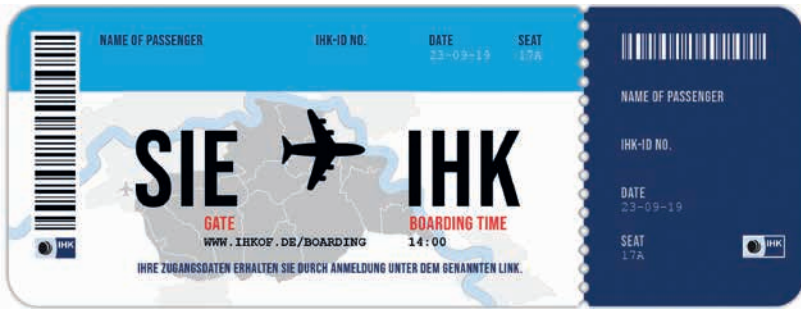 NAME OF PASSENGER IHK-ID NO. DATE SEAT
23-09-19 17A
SIE IHK
GATE BOARDING TIME
WWW.IHKOF.DE/BOARDING 14:00
IHRE ZUGANGSDATEN ERHALTEN SIE DURCH ANMELDUNG UNTER DEM GENANNTEN LINK.
IHK
NAME OF PASSENGER
IHK-ID NO.
DATE
23-09-19
SEAT
17A
IHK